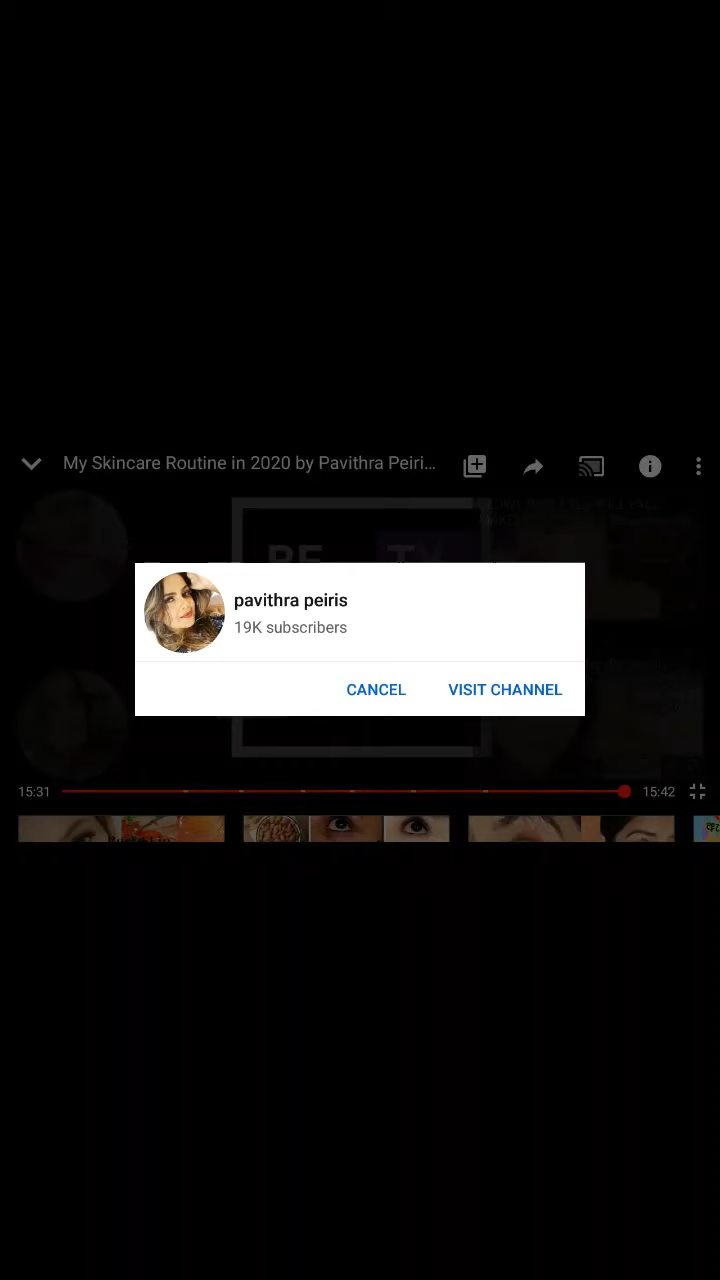 My Skincare Routine in 2020 by Pavithra Peiri...
pavithra peiris
19K subscribers
CANCEL
VISIT CHANNEL
15:31
15:42